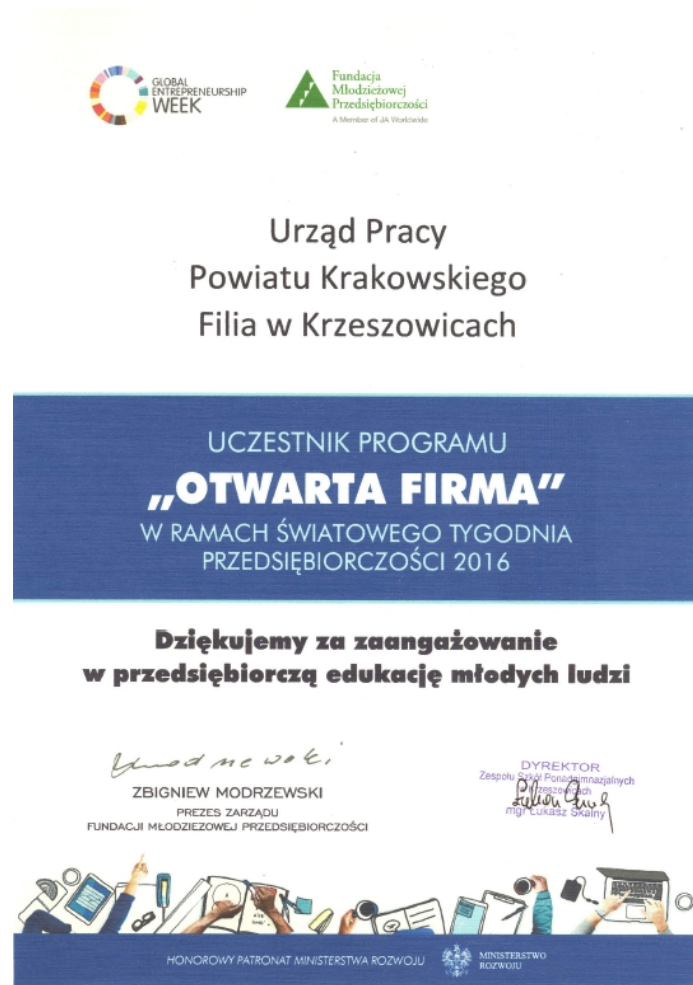 GLOBAL
ENTREPRENEURSHIP
WEEK
Fundacja
Młodzieżowej
Przedsiębiorczości
A Member of JA Worldwide
Urząd Pracy
Powiatu Krakowskiego
Filia w Krzeszowicach
UCZESTNIK PROGRAMU
„OTWARTA FIRMA”
W RAMACH ŚWIATOWEGO TYGODNIA
PRZEDSIĘBIORCZOŚCI 2016
Dziękujemy za zaangażowanie
w przedsiębiorczą edukację młodych ludzi
ZBIGNIEW MODRZEWSKI
PREZES ZARZĄDU
FUNDACJI MŁODZIEŻOWEJ PRZEDSIĘBIORCZOŚCI
DYREKTOR
Zespołu Szkół Ponadgimnazjalnych
w Krzeszowicach
mgr Łukasz Skalny
HONOROWY PATRONAT MINISTERSTWA ROZWOJU
MINISTERSTWO
ROZWOJU